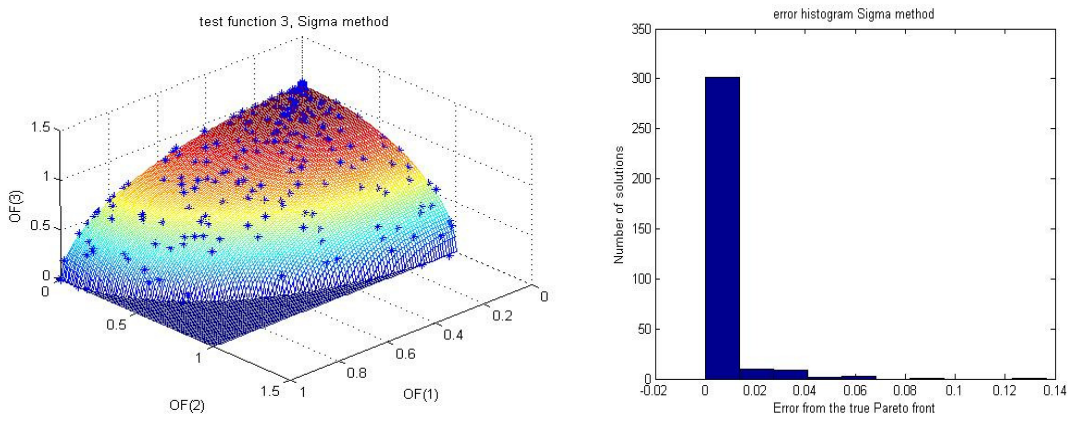 test function 3, Sigma method
1.5
1
0.5
0
OF(3)
0
0.5
1
1.5
OF(2)
1
0.8
0.6
0.4
0.2
0
OF(1)
error histogram Sigma method
350
300
250
200
150
100
50
0
Number of solutions
-0.02 0 0.02 0.04 0.06 0.08 0.1 0.12 0.14
Error from the true Pareto front